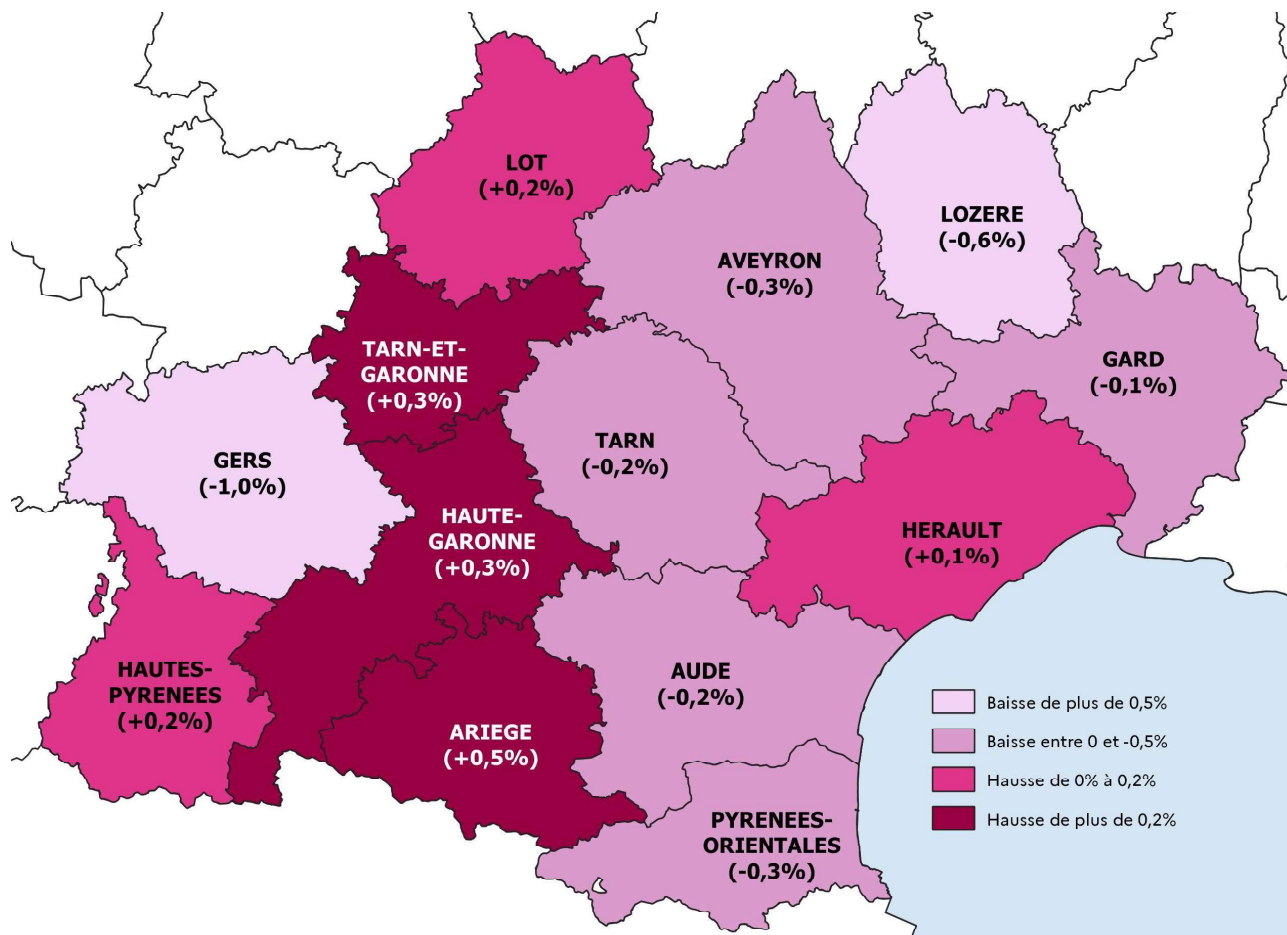 LOT
(+0,2%)
LOZERE
(-0,6%)
AVEYRON
(-0,3%)
TARN-ET-
GARONNE
(+0,3%)
GARD
(-0,1%)
TARN
(-0,2%)
GERS
(-1,0%)
HAUTE-
GARONNE
(+0,3%)
HERAULT
(+0,1%)
HAUTES-
PYRENEES
(+0,2%)
AUDE
(-0,2%)
ARIEGE
(+0,5%)
PYRENEES-
ORIENTALES
(-0,3%)
Baisse de plus de 0,5%
Baisse entre 0 et -0,5%
Hausse de 0% à 0,2%
Hausse de plus de 0,2%